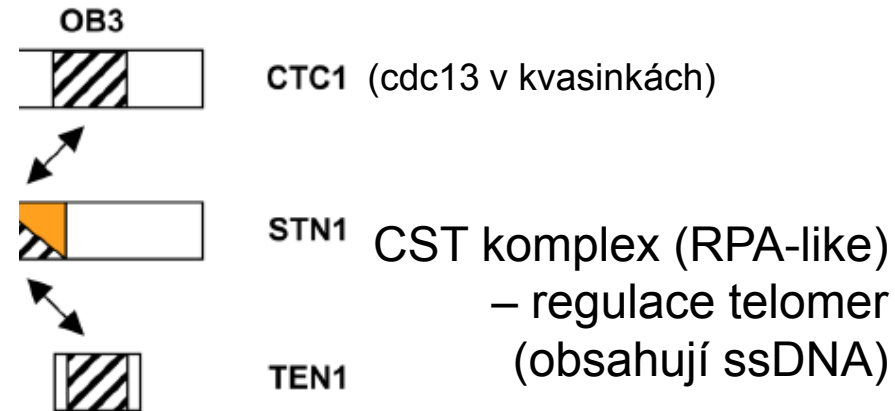 OB3
CTC1 (cdc13 v kvasinkách)
STN1
CST komplex (RPA-like)
– regulace telomer
(obsahují ssDNA)
TEN1